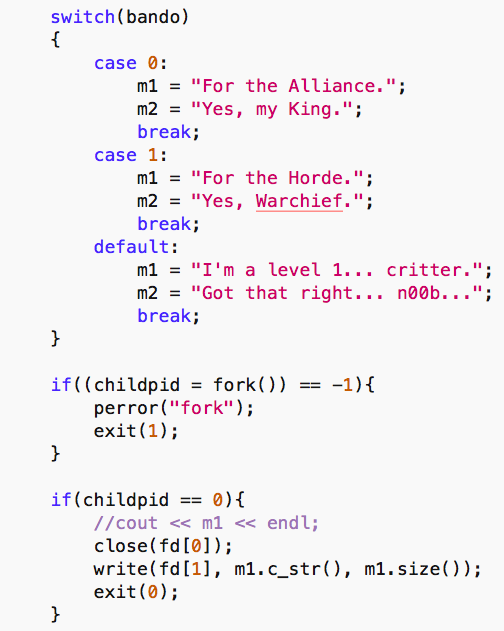 switch(bando)
{
    case 0:
        m1 = "For the Alliance.";
        m2 = "Yes, my King.";
        break;
    case 1:
        m1 = "For the Horde.";
        m2 = "Yes, Warchief.";
        break;
    default:
        m1 = "I'm a level 1... critter.";
        m2 = "Got that right... n00b...";
        break;
}

if((childpid = fork()) == -1){
    perror("fork");
    exit(1);
}

if(childpid == 0){
    //cout << m1 << endl;
    close(fd[0]);
    write(fd[1], m1.c_str(), m1.size());
    exit(0);
}